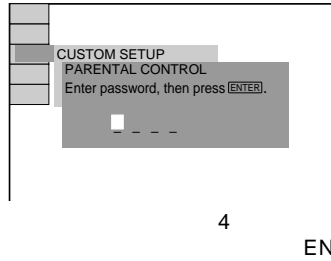 CUSTOM SETUP
PARENTAL CONTROL
Enter password, then press ENTER.
_ _ _ _
4
EN